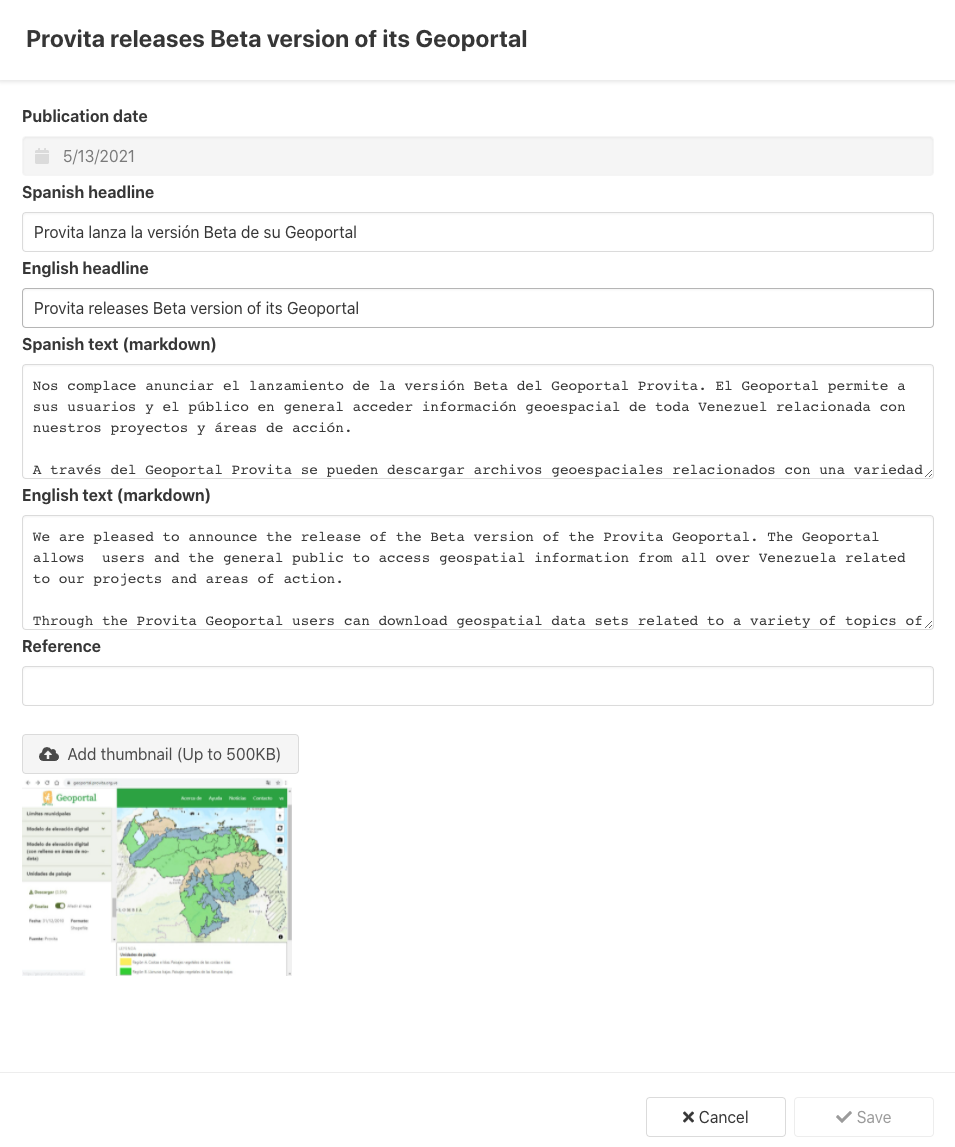 Provita releases Beta version of its Geoportal
Publication date
5/13/2021
Spanish headline
Provita lanza la versión Beta de su Geoportal
English headline
Provita releases Beta version of its Geoportal
Spanish text (markdown)
Nos complace anunciar el lanzamiento de la versión Beta del Geoportal Provita. El Geoportal permite a
sus usuarios y el público en general acceder información geoespacial de toda Venezuel relacionada con
nuestros proyectos y áreas de acción.
A través del Geoportal Provita se pueden descargar archivos geoespaciales relacionados con una variedad
English text (markdown)
We are pleased to announce the release of the Beta version of the Provita Geoportal. The Geoportal
allows  users and the general public to access geospatial information from all over Venezuela related
to our projects and areas of action.
Through the Provita Geoportal users can download geospatial data sets related to a variety of topics of
Reference
Add thumbnail (Up to 500KB)
Geoportal
Acerca de Ayuda Noticias Contacto
Límites municipales
Modelo de elevación digital
Modelo de elevación digital
(con relleno en áreas de no-
data)
Unidades de paisaje
Descargar
Teselas Añadir al mapa
Fecha: 31/12/2010 Formato:
Shapefile
Fuente: Provita
LEYENDA
Unidades de paisaje
Cancel
Save